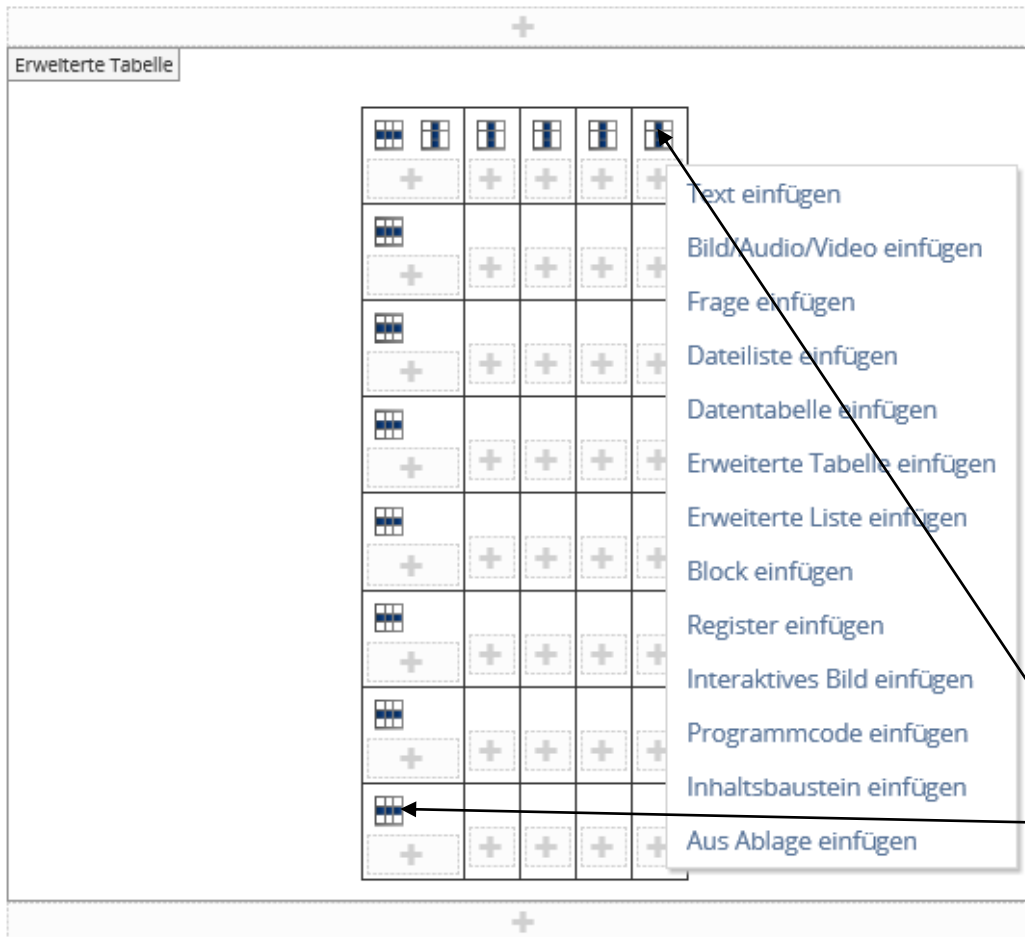 Erweiterte Tabelle
Text einfügen
Bild/Audio/Video einfügen
Frage einfügen
Dateiliste einfügen
Datentabelle einfügen
Erweiterte Tabelle einfügen
Erweiterte Liste einfügen
Block einfügen
Register einfügen
Interaktives Bild einfügen
Programmcode einfügen
Inhaltsbaustein einfügen
Aus Ablage einfügen